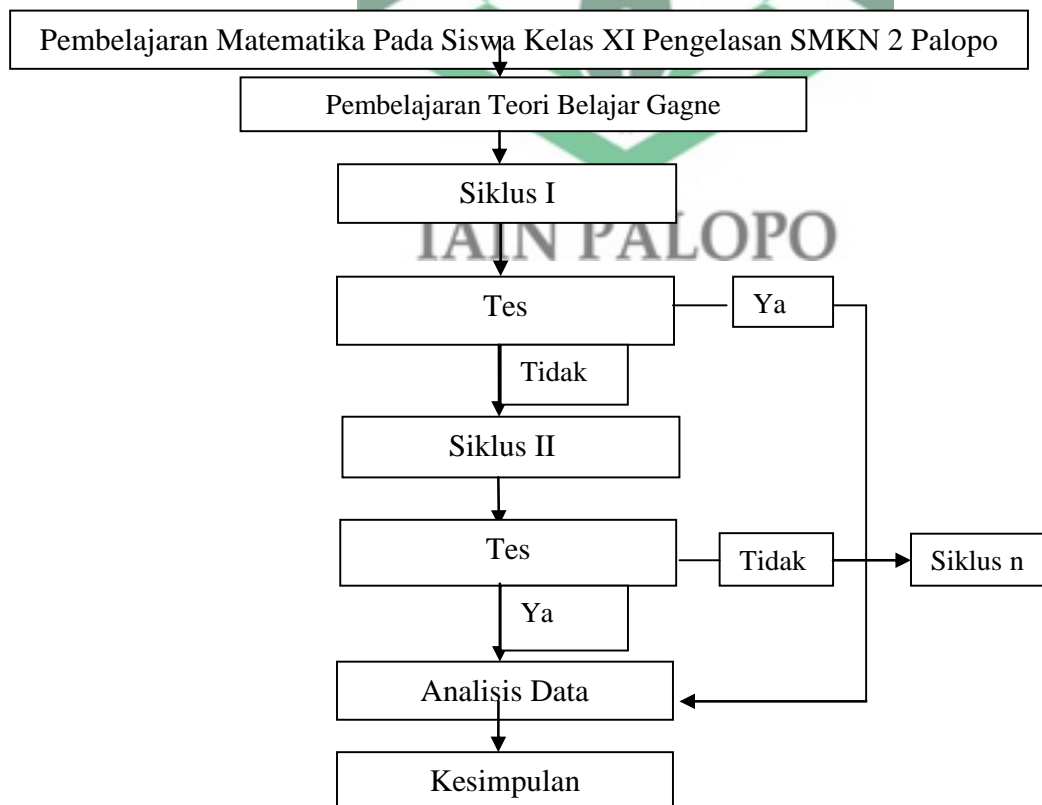 Pembelajaran Matematika Pada Siswa Kelas XI Pengelasan SMKN 2 Palopo
Pembelajaran Teori Belajar Gagne
Siklus I
IAIN PALOPO
Tes
Ya
Tidak
Siklus II
Tes
Tidak
Siklus n
Ya
Analisis Data
Kesimpulan